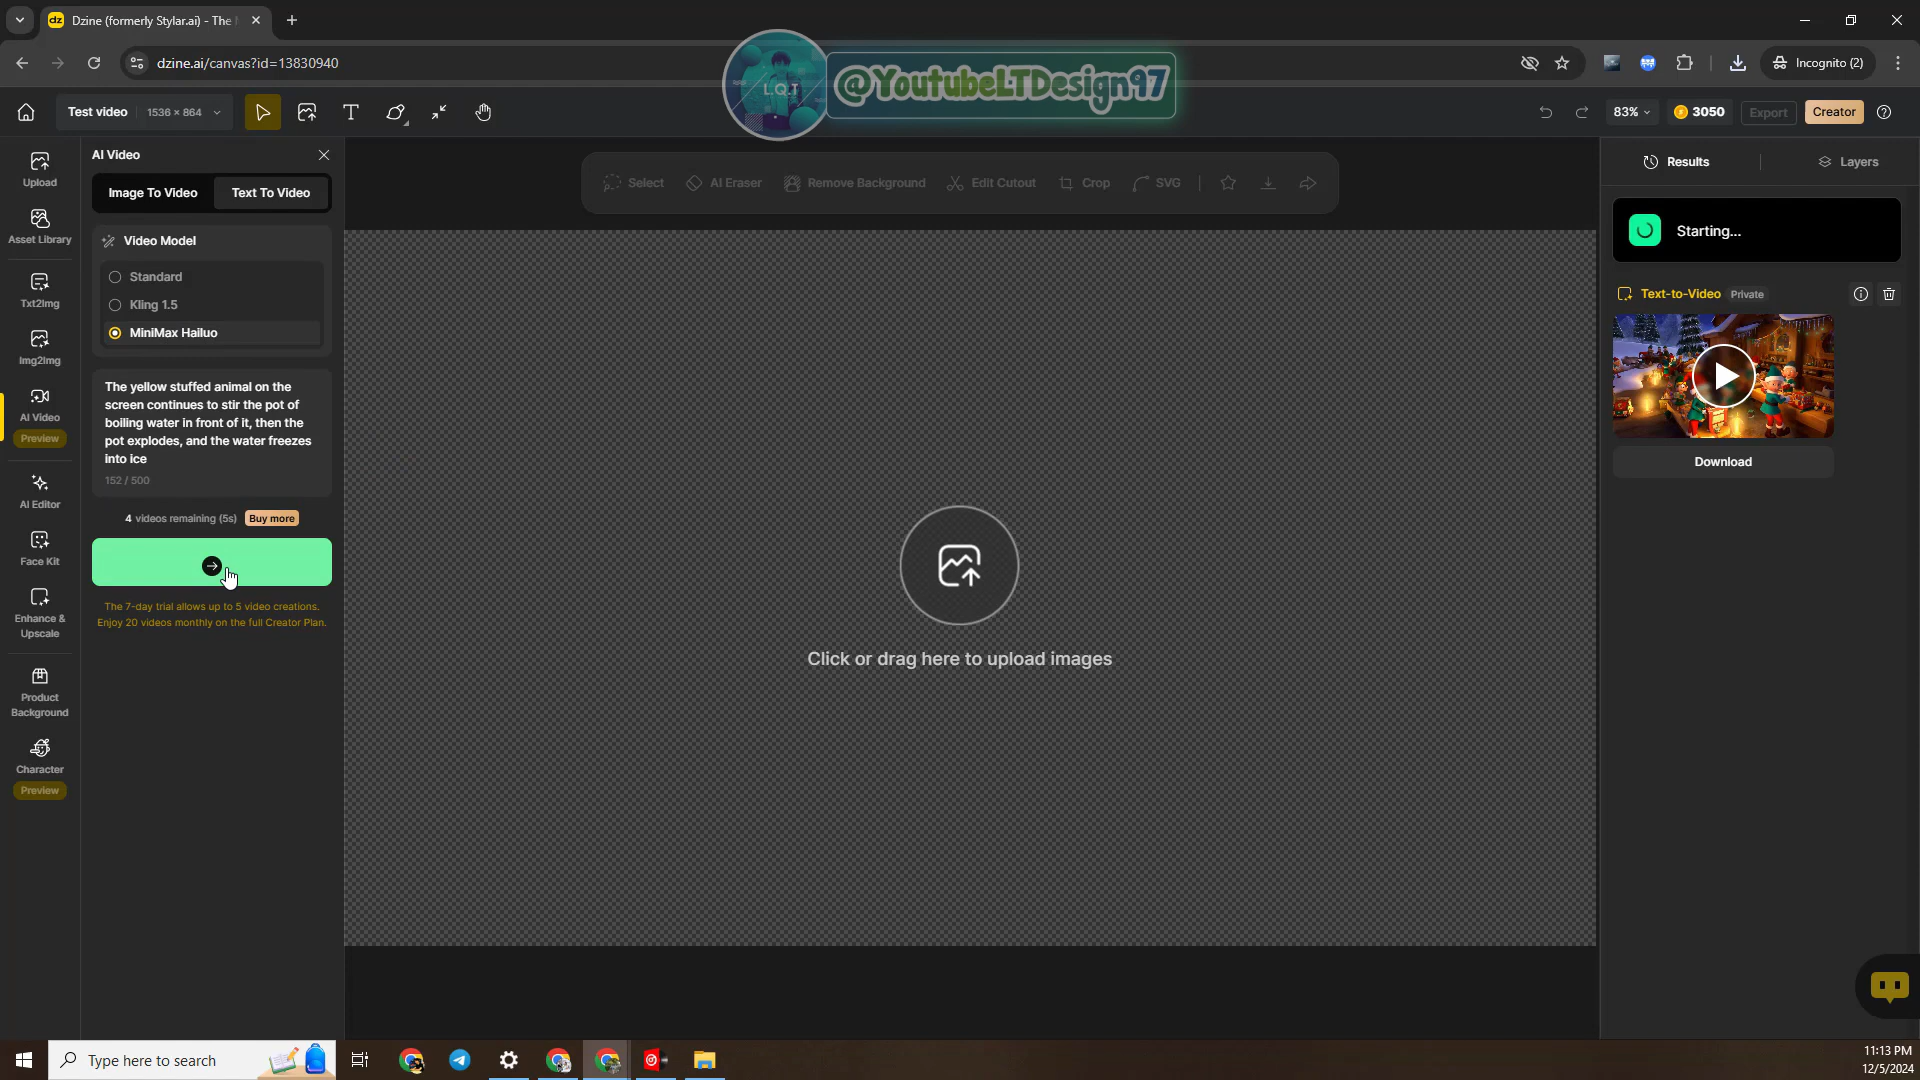 dz Dzine (formerly Stylar.ai) - The
dzine.ai/canvas?id=13830940
Incognito (2)
L.Q.T
@YoutubeLTDesign97
Test video 1536 × 864
T
83%
3050
Export
Creator
Upload
Asset Library
Txt2Img
Img2Img
AI Video
Preview
AI Editor
Face Kit
Enhance &
Upscale
Product
Background
Character
Preview
AI Video
Image To Video Text To Video
Video Model
Standard
Kling 1.5
MiniMax Hailuo
The yellow stuffed animal on the
screen continues to stir the pot of
boiling water in front of it, then the
pot explodes, and the water freezes
into ice
152 / 500
4 videos remaining (5s) Buy more
The 7-day trial allows up to 5 video creations.
Enjoy 20 videos monthly on the full Creator Plan.
Select AI Eraser Remove Background Edit Cutout Crop SVG
Click or drag here to upload images
Results Layers
Starting...
Text-to-Video Private
Download
Type here to search
11:13 PM
12/5/2024